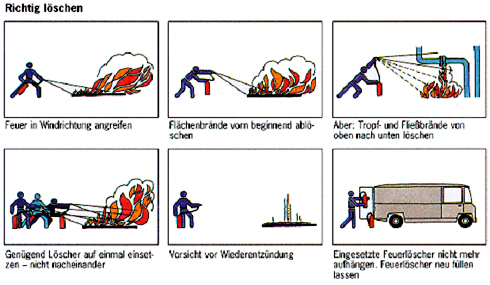 Richtig löschen
Feuer in Windrichtung angreifen
Flächenbrände vorn beginnend ablö-
schen
Aber: Tropf- und Fließbrände von
oben nach unten löschen
Genügend Löscher auf einmal einset-
zen – nicht nacheinander
Vorsicht vor Wiederentzündung
Eingesetzte Feuerlöscher nicht mehr
aufhängen. Feuerlöscher neu füllen
lassen